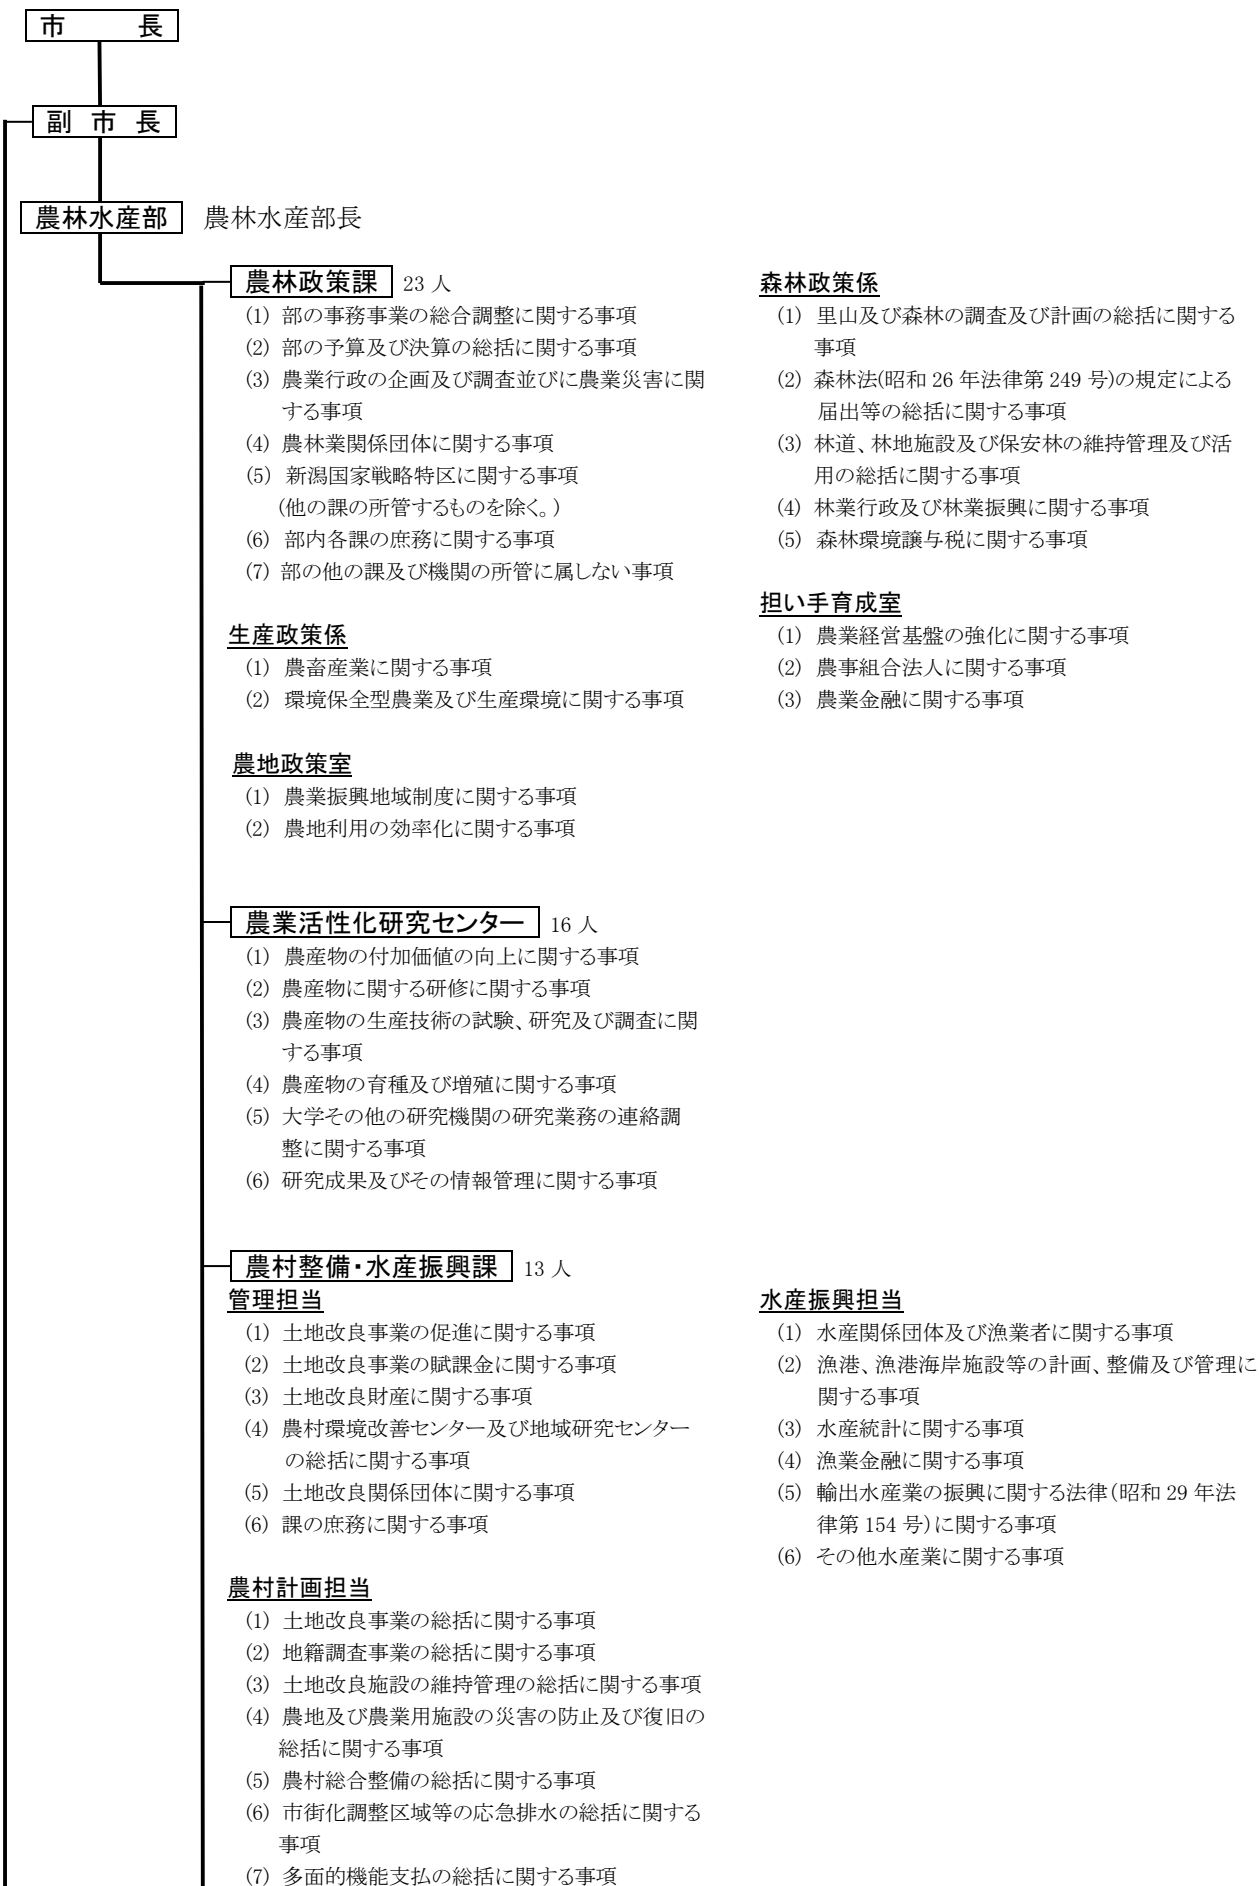 市　　　長
副 市 長
農林水産部 農林水産部長
農林政策課 23 人
(1) 部の事務事業の総合調整に関する事項
(2) 部の予算及び決算の総括に関する事項
(3) 農業行政の企画及び調査並びに農業災害に関
する事項
(4) 農林業関係団体に関する事項
(5) 新潟国家戦略特区に関する事項
(他の課の所管するものを除く。)
(6) 部内各課の庶務に関する事項
(7) 部の他の課及び機関の所管に属しない事項
生産政策係
(1) 農畜産業に関する事項
(2) 環境保全型農業及び生産環境に関する事項
農地政策室
(1) 農業振興地域制度に関する事項
(2) 農地利用の効率化に関する事項
森林政策係
(1) 里山及び森林の調査及び計画の総括に関する
事項
(2) 森林法(昭和 26 年法律第 249 号)の規定による
届出等の総括に関する事項
(3) 林道、林地施設及び保安林の維持管理及び活
用の総括に関する事項
(4) 林業行政及び林業振興に関する事項
(5) 森林環境譲与税に関する事項
担い手育成室
(1) 農業経営基盤の強化に関する事項
(2) 農事組合法人に関する事項
(3) 農業金融に関する事項
農業活性化研究センター 16 人
(1) 農産物の付加価値の向上に関する事項
(2) 農産物に関する研修に関する事項
(3) 農産物の生産技術の試験、研究及び調査に関
する事項
(4) 農産物の育種及び増殖に関する事項
(5) 大学その他の研究機関の研究業務の連絡調
整に関する事項
(6) 研究成果及びその情報管理に関する事項
農村整備・水産振興課 13 人
管理担当
(1) 土地改良事業の促進に関する事項
(2) 土地改良事業の賦課金に関する事項
(3) 土地改良財産に関する事項
(4) 農村環境改善センター及び地域研究センター
の総括に関する事項
(5) 土地改良関係団体に関する事項
(6) 課の庶務に関する事項
農村計画担当
(1) 土地改良事業の総括に関する事項
(2) 地籍調査事業の総括に関する事項
(3) 土地改良施設の維持管理の総括に関する事項
(4) 農地及び農業用施設の災害の防止及び復旧の
総括に関する事項
(5) 農村総合整備の総括に関する事項
(6) 市街化調整区域等の応急排水の総括に関する
事項
(7) 多面的機能支払の総括に関する事項
水産振興担当
(1) 水産関係団体及び漁業者に関する事項
(2) 漁港、漁港海岸施設等の計画、整備及び管理に
関する事項
(3) 水産統計に関する事項
(4) 漁業金融に関する事項
(5) 輸出水産業の振興に関する法律(昭和 29 年法
律第 154 号)に関する事項
(6) その他水産業に関する事項